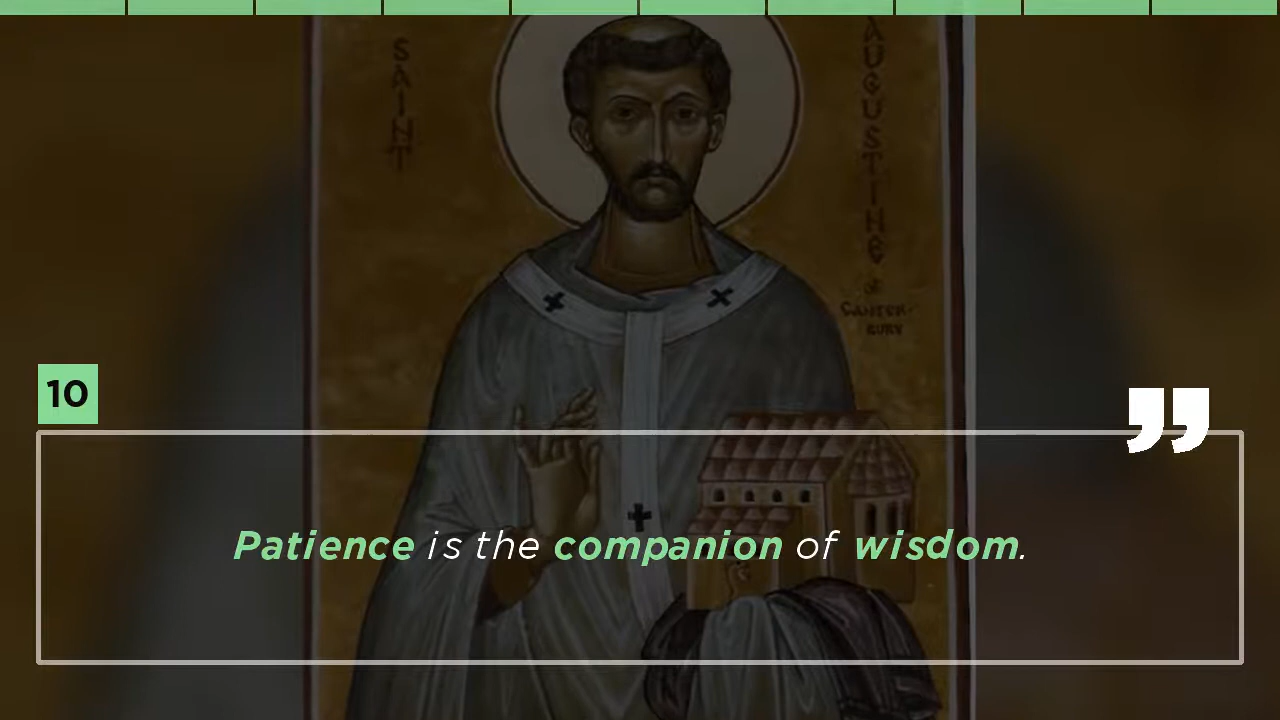 SAINT
AUGUSTINE
of
CANTER-
BURY
10
”
Patience is the companion of wisdom.